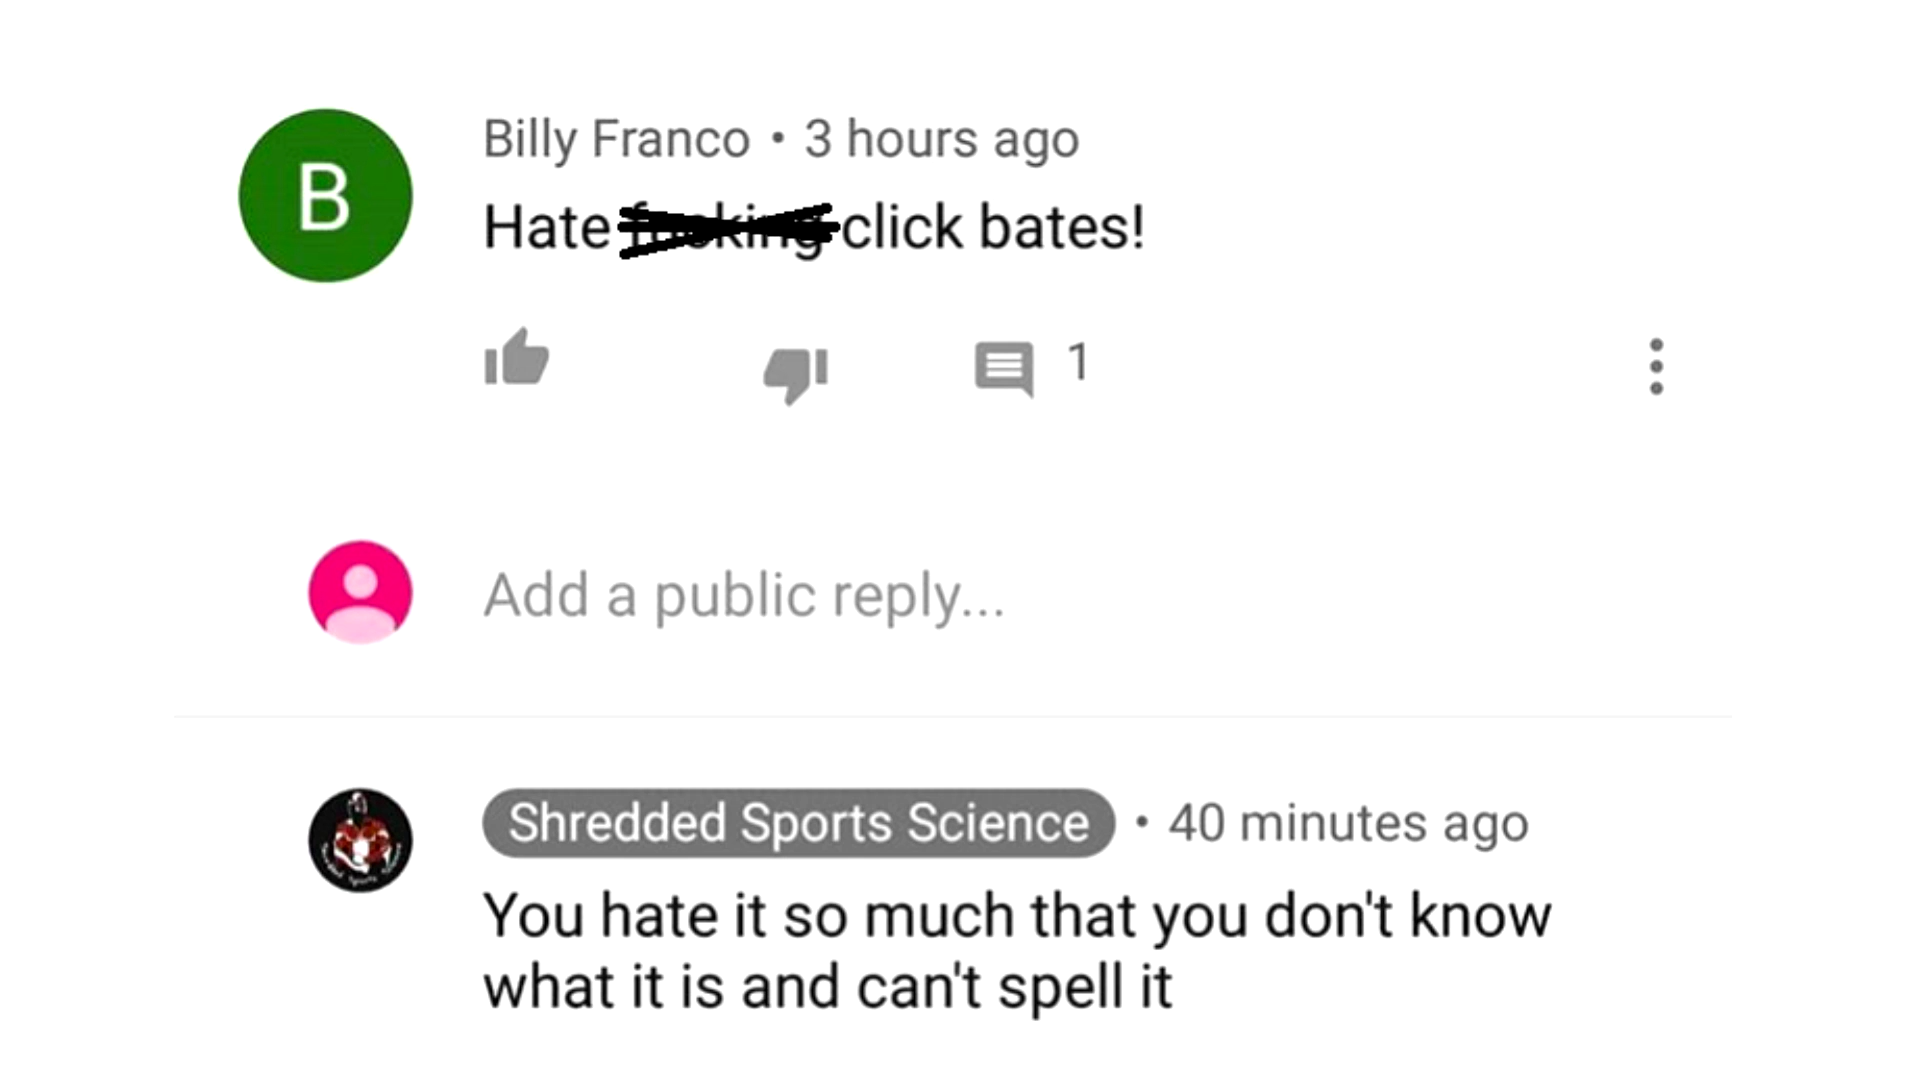 B
Billy Franco • 3 hours ago
Hate fucking click bates!
1
Add a public reply...
Shredded Sports Science • 40 minutes ago
You hate it so much that you don't know
what it is and can't spell it